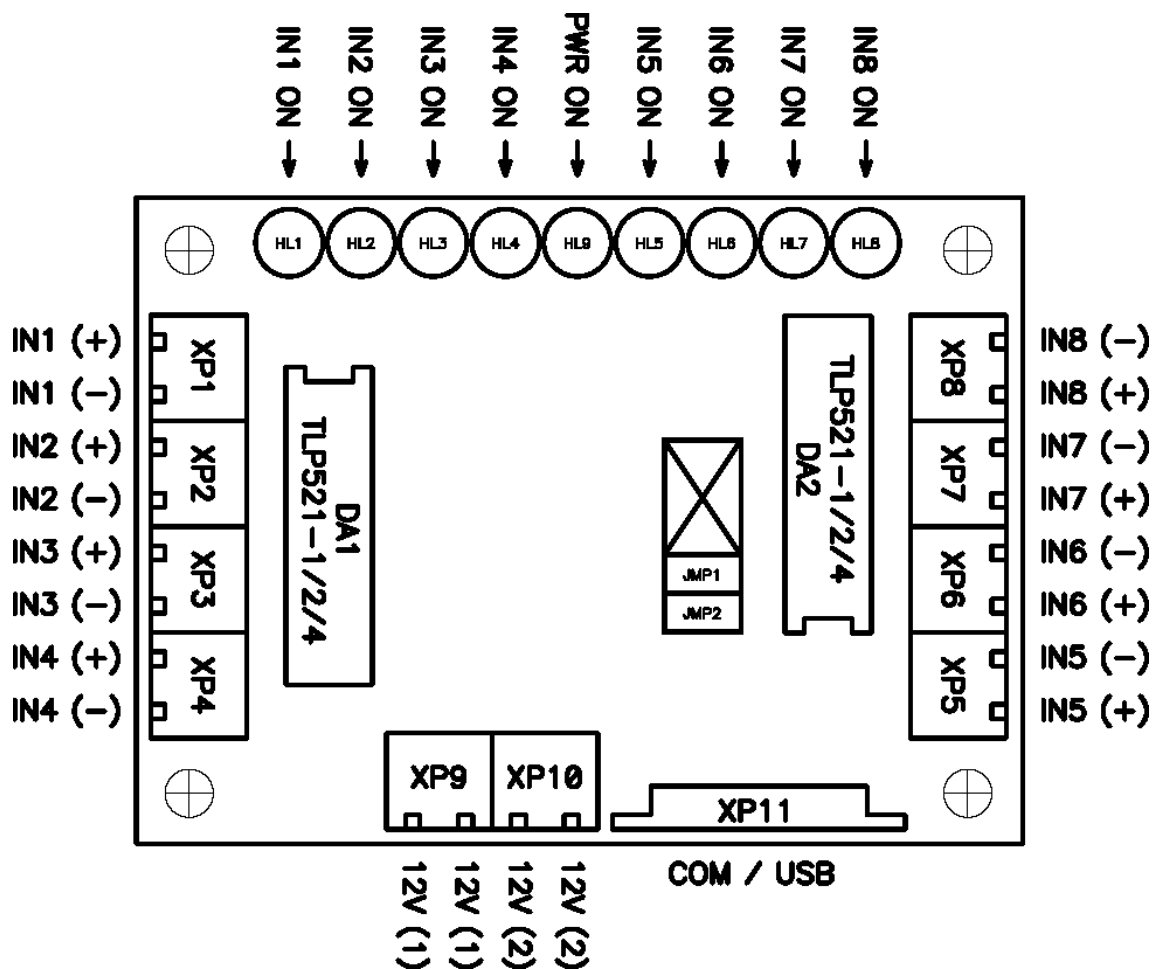 IN1 ON
IN2 ON
IN3 ON
IN4 ON
PWR ON
IN5 ON
IN6 ON
IN7 ON
IN8 ON
HL1
HL2
HL3
HL4
HL9
HL5
HL6
HL7
HL8
IN1 (+)
IN1 (-)
IN2 (+)
IN2 (-)
IN3 (+)
IN3 (-)
IN4 (+)
IN4 (-)
XP1
XP2
XP3
XP4
DA1
TLP521-1/2/4
JMP1
JMP2
TLP521-1/2/4
DA2
XP8
XP7
XP6
XP5
IN8 (-)
IN8 (+)
IN7 (-)
IN7 (+)
IN6 (-)
IN6 (+)
IN5 (-)
IN5 (+)
XP9
XP10
XP11
12V (1)
12V (1)
12V (2)
12V (2)
COM / USB